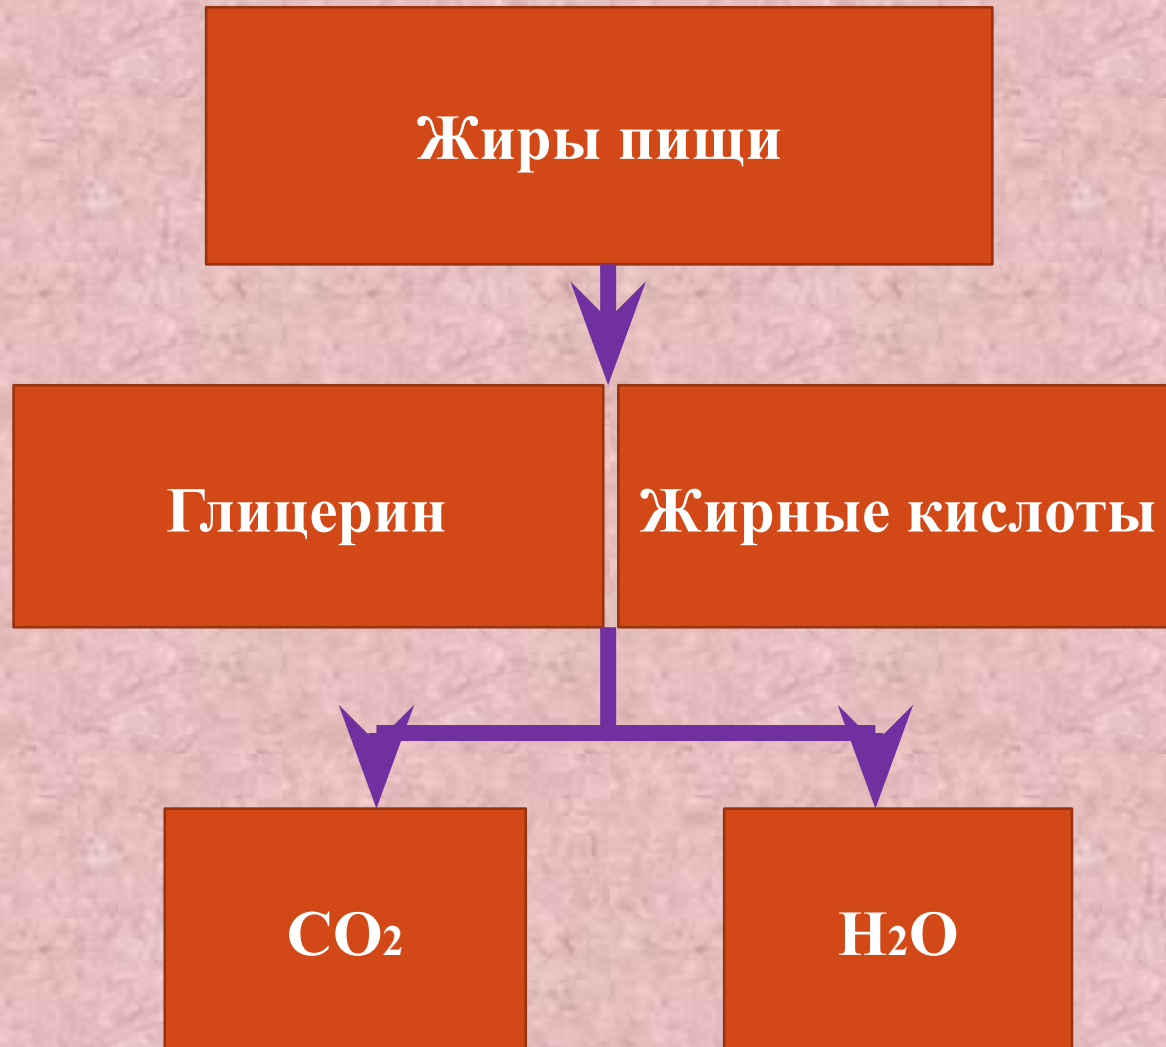 Жиры пищи
Глицерин
Жирные кислоты
CO₂
H₂O